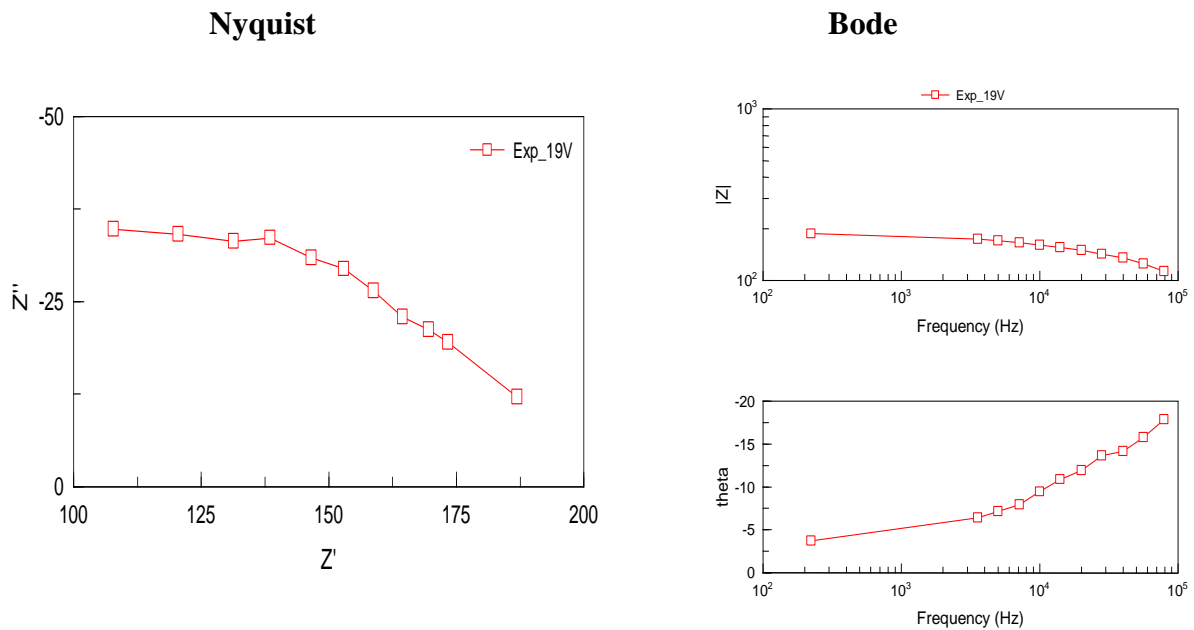 Nyquist
Bode
-50
-25
0
Z''
Exp_19V
100 125 150 175 200
Z'
Exp_19V
10³
10²
|Z|
10² 10³ 10⁴ 10⁵
Frequency (Hz)
-20
-15
-10
-5
0
theta
10² 10³ 10⁴ 10⁵
Frequency (Hz)